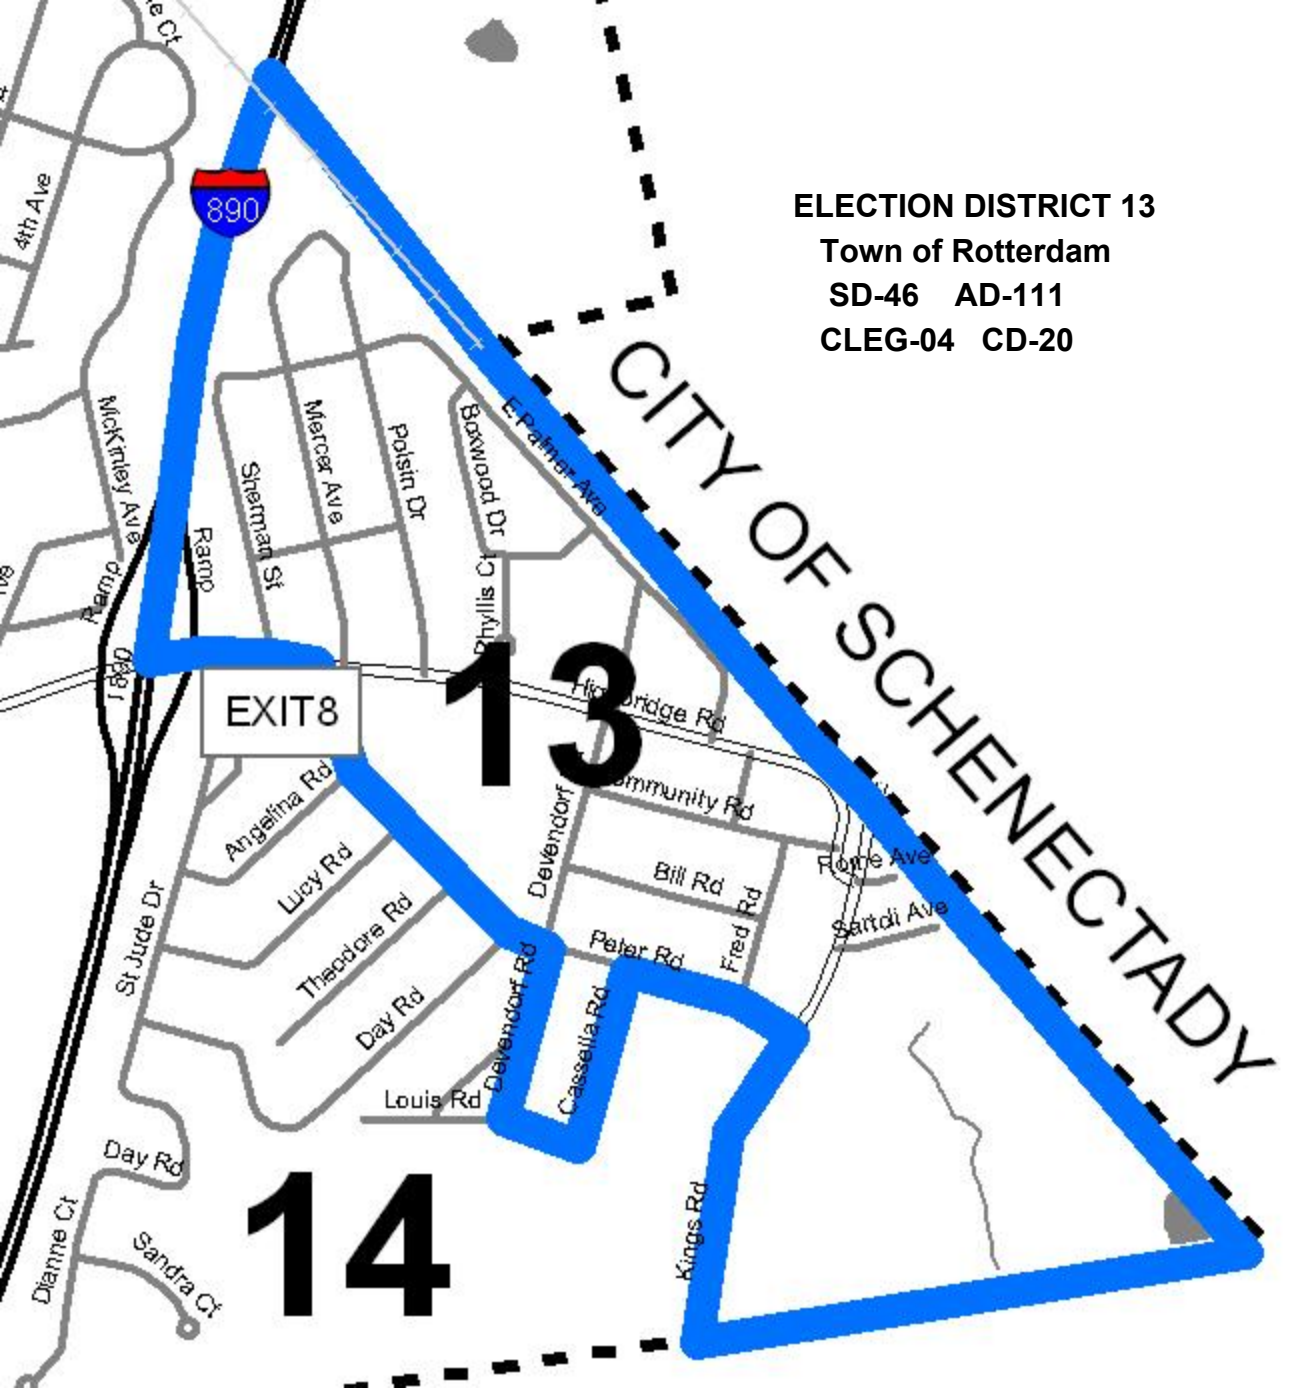 ELECTION DISTRICT 13
Town of Rotterdam
SD-46 AD-111
CLEG-04 CD-20
CITY OF SCHENECTADY
Ct
4th Ave
890
McKinley Ave
Ramp
Ramp
Sherman St
Mercer Ave
Polsin Dr
Boxwood Dr
E Palmer Ave
Phyllis Ct
I 890
EXIT8
13
Highbridge Rd
Community Rd
Devendorf
Bill Rd
Fred Rd
Peter Rd
Rome Ave
Sartoli Ave
Angelina Rd
Lucy Rd
Theodore Rd
Day Rd
St Jude Dr
Devendorf Rd
Cassella Rd
Louis Rd
Kings Rd
Day Rd
14
Dianne Ct
Sandra Ct